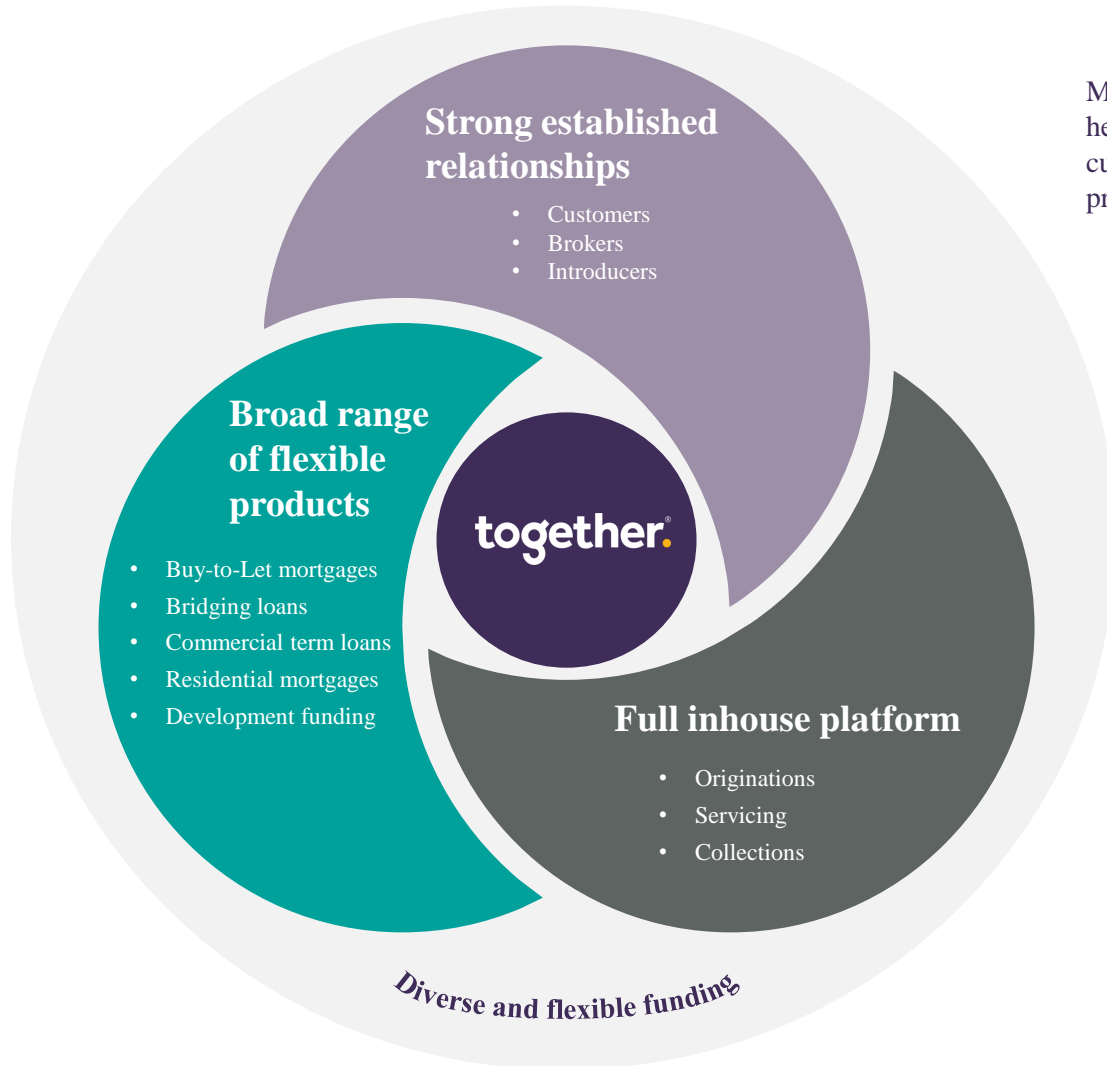 Strong established
relationships
• Customers
• Brokers
• Introducers
Broad range
of flexible
products
• Buy-to-Let mortgages
• Bridging loans
• Commercial term loans
• Residential mortgages
• Development funding
together.®
Full inhouse platform
• Originations
• Servicing
• Collections
Diverse and flexible funding